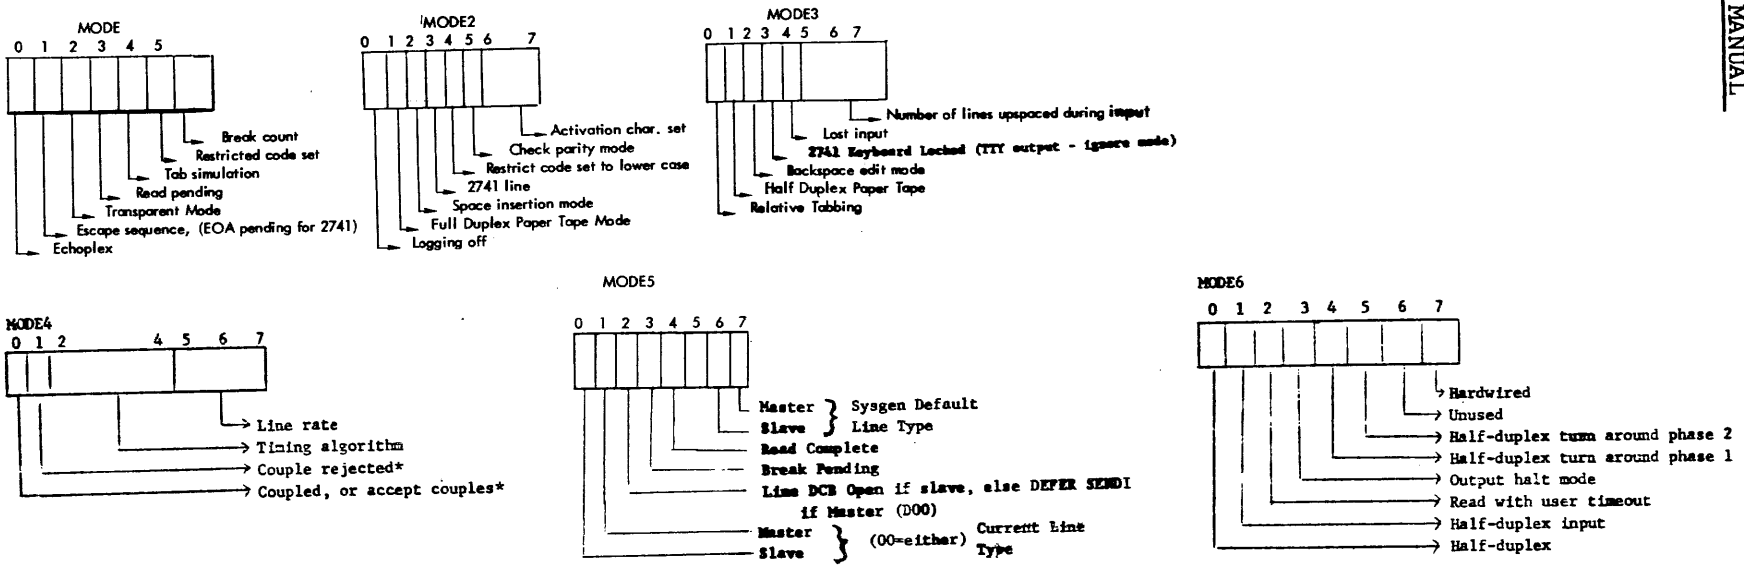 MANUAL
MODE
0 1 2 3 4 5
Break count
Restricted code set
Tab simulation
Read pending
Transparent Mode
Escape sequence, (EOA pending for 2741)
Echoplex
MODE2
0 1 2 3 4 5 6 7
Activation char. set
Check parity mode
Restrict code set to lower case
2741 line
Space insertion mode
Full Duplex Paper Tape Mode
Logging off
MODE3
0 1 2 3 4 5 6 7
Number of lines upspaced during input
Lost input
2741 Keyboard Locked (TTY output - ignore mode)
Backspace edit mode
Half Duplex Paper Tape
Relative Tabbing
MODE4
0 1 2 4 5 6 7
Line rate
Timing algorithm
Couple rejected*
Coupled, or accept couples*
MODE5
0 1 2 3 4 5 6 7
Master } Sysgen Default
Slave } Line Type
Read Complete
Break Pending
Line DCB Open if slave, else DEFER SENDI
if Master (DOO)
Master } (00=either) Current Line
Slave } Type
MODE6
0 1 2 3 4 5 6 7
Hardwired
Unused
Half-duplex turn around phase 2
Half-duplex turn around phase 1
Output halt mode
Read with user timeout
Half-duplex input
Half-duplex